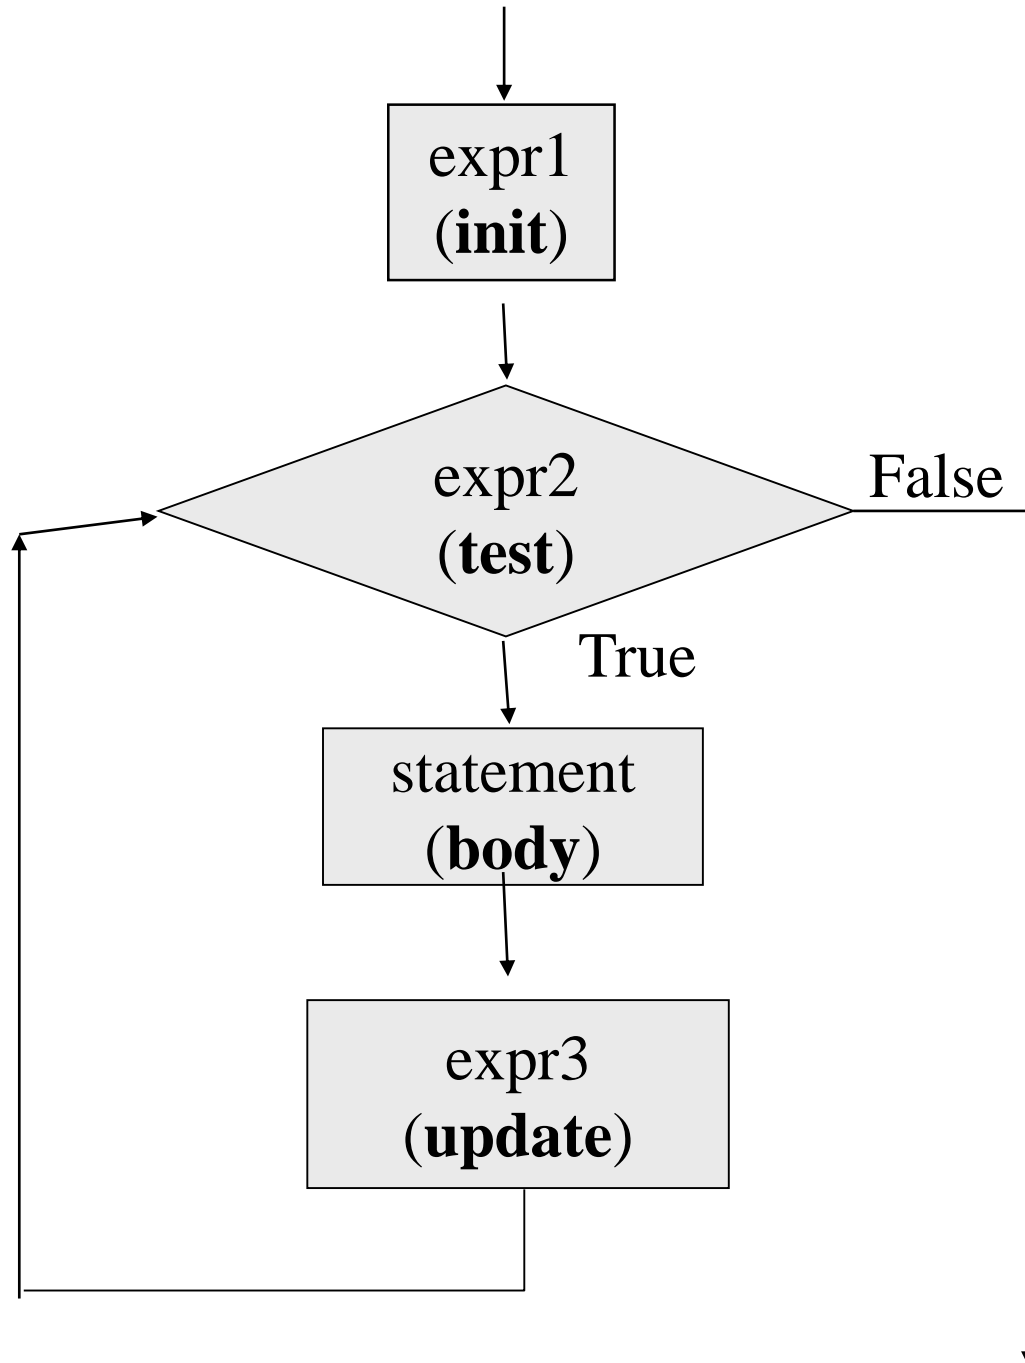 expr1
(init)
expr2
(test)
False
True
statement
(body)
expr3
(update)